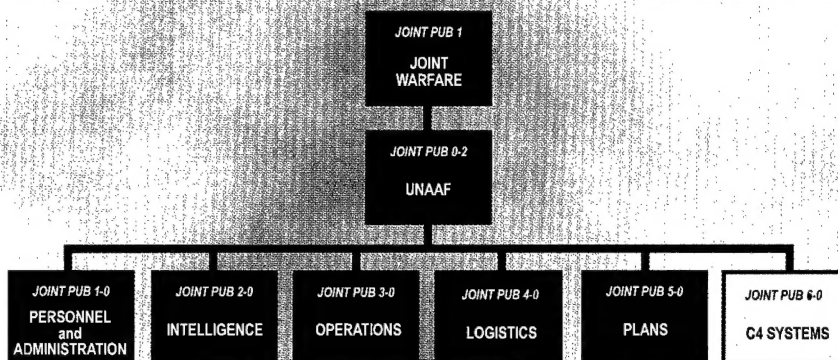 JOINT PUB 1
JOINT
WARFARE
JOINT PUB 0-2
UNAAF
JOINT PUB 1-0
PERSONNEL
and
ADMINISTRATION
JOINT PUB 2-0
INTELLIGENCE
JOINT PUB 3-0
OPERATIONS
JOINT PUB 4-0
LOGISTICS
JOINT PUB 5-0
PLANS
JOINT PUB 6-0
C4 SYSTEMS